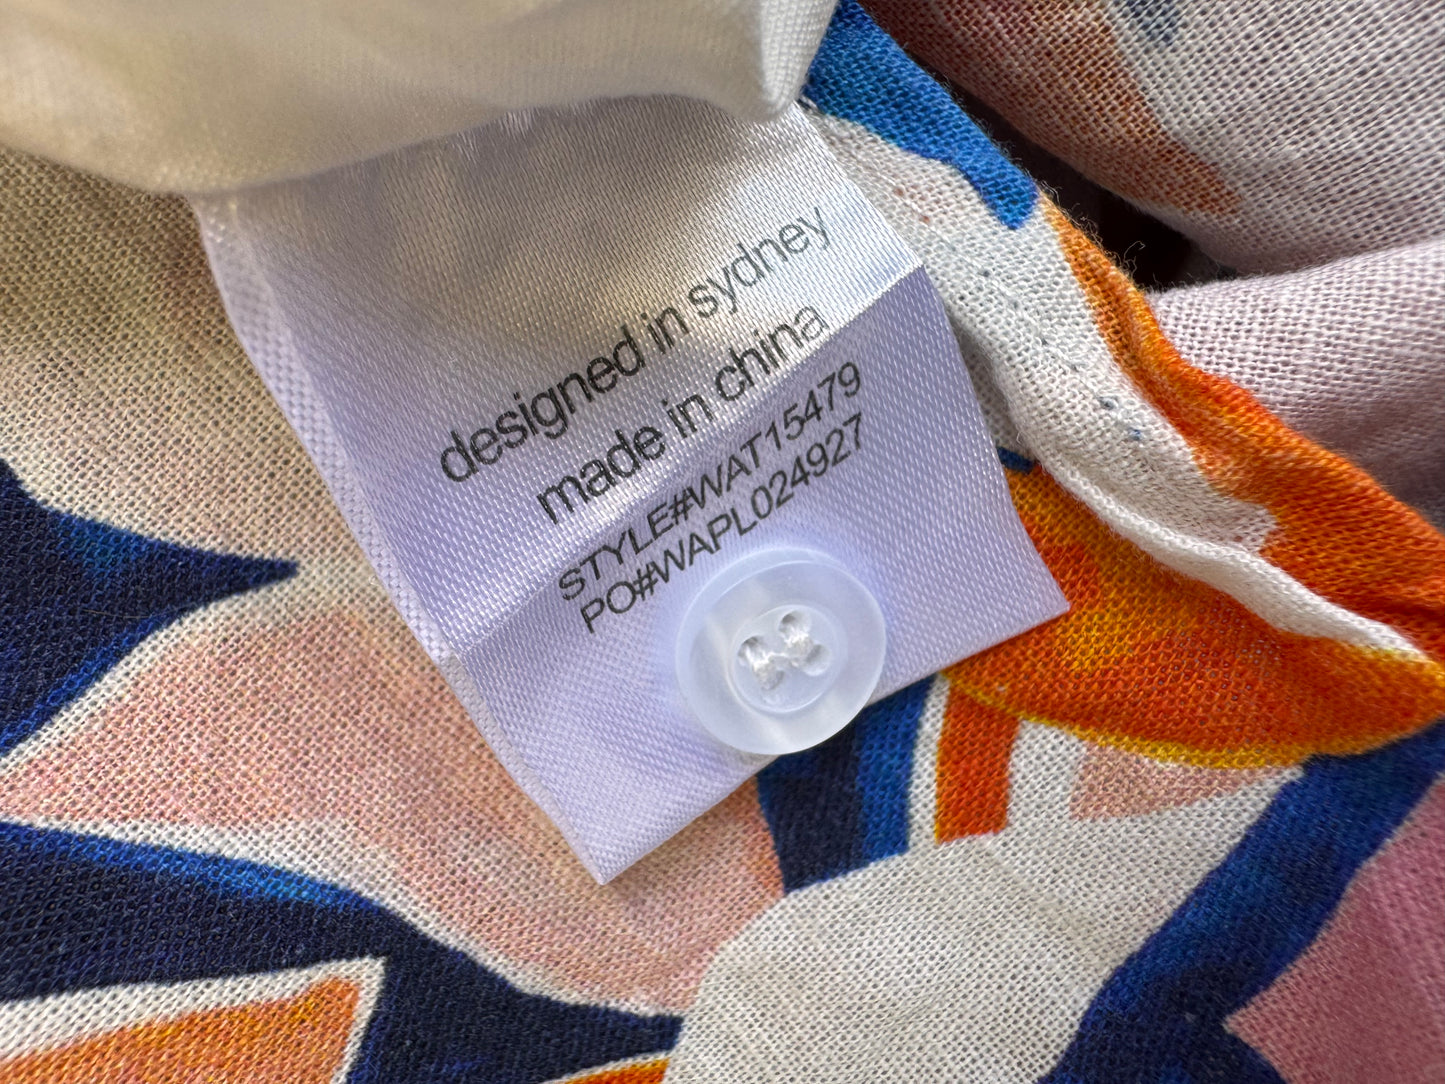 designed in sydney
made in china
STYLE#WAT15479
PO#WAPL024927